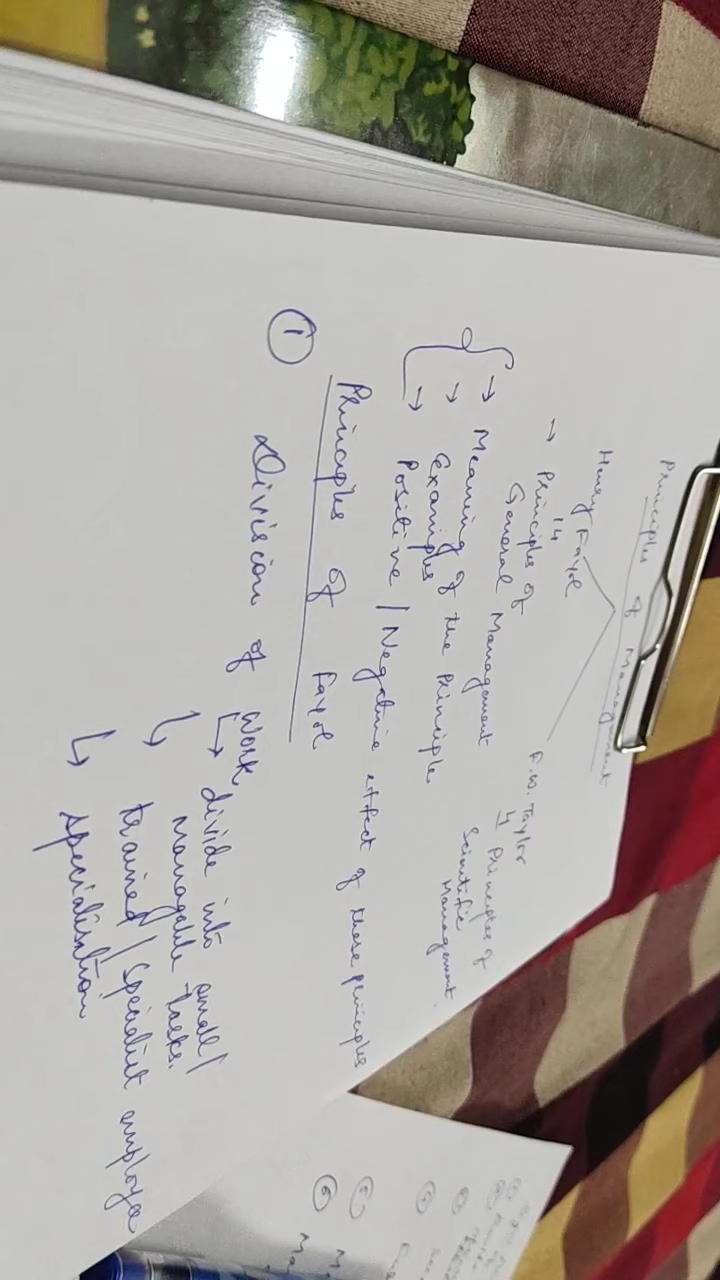 Principles of Management
Henry Fayol
F.W. Taylor
→ 14
Principles of
General Management
↳ Principles of
Scientific
Management.
→ Meaning of the Principle
→ Examples
→ Positive / Negative effect of these principles
Principles of Fayol
① Division of Work,
↳ divide into small /
manageable tasks.
↳ trained / specialist employe
↳ specialisation